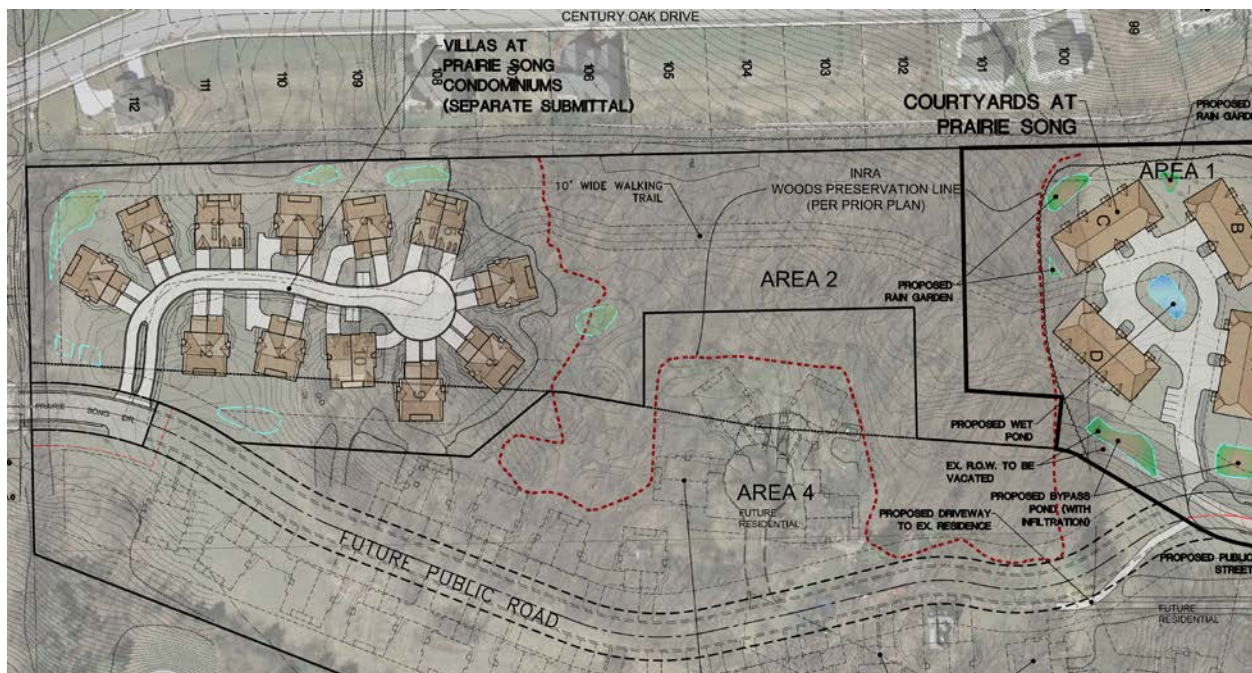 CENTURY OAK DRIVE
VILLAS AT
PRAIRIE SONG
CONDOMINIUMS
(SEPARATE SUBMITTAL)
112
111
110
109
108
106
105
104
103
102
101
100
99
COURTYARDS AT
PRAIRIE SONG
PROPOSED
RAIN GARDE
AREA 1
10' WIDE WALKING
TRAIL
INRA
WOODS PRESERVATION LINE
(PER PRIOR PLAN)
C
B
D
AREA 2
PROPOSED
RAIN GARDEN
PRAIRIE SONG DR
PROPOSED WET
POND
EX. R.O.W. TO BE
VACATED
PROPOSED BYPASS
POND (WITH
INFILTRATION)
AREA 4
FUTURE
RESIDENTIAL
PROPOSED DRIVEWAY
TO EX. RESIDENCE
FUTURE PUBLIC ROAD
PROPOSED PUBLIC
STREET
FUTURE
RESIDENTIAL